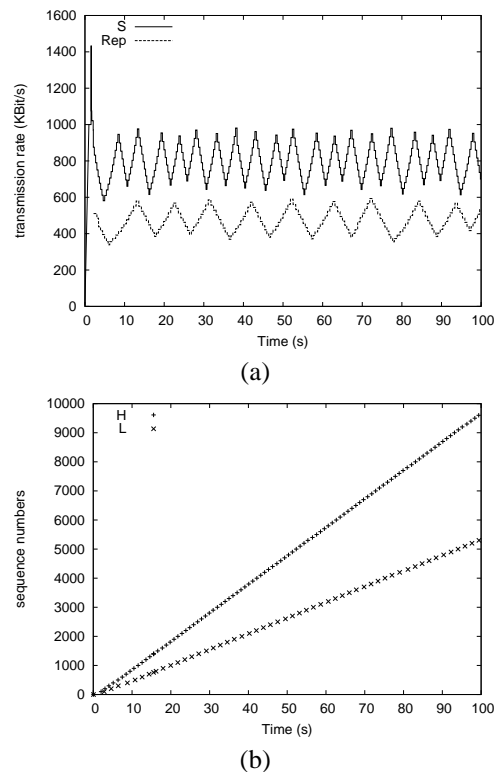 1600
1400
1200
1000
800
600
400
200
0
transmission rate (KBit/s)
S
Rep
0 10 20 30 40 50 60 70 80 90 100
Time (s)
(a)
10000
9000
8000
7000
6000
5000
4000
3000
2000
1000
0
sequence numbers
H
L
0 10 20 30 40 50 60 70 80 90 100
Time (s)
(b)